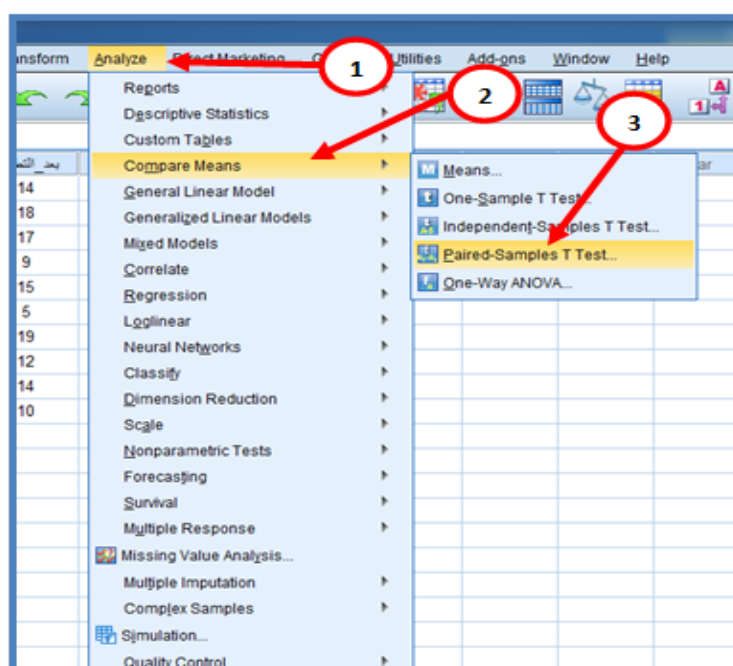 Analyze
Utilities Add-ons Window Help
1
2
3
Reports
Descriptive Statistics
Custom Tables
Compare Means
General Linear Model
Generalized Linear Models
Mixed Models
Correlate
Regression
Loglinear
Neural Networks
Classify
Dimension Reduction
Scale
Nonparametric Tests
Forecasting
Survival
Multiple Response
Missing Value Analysis...
Multiple Imputation
Complex Samples
Simulation...
Quality Control
Means...
One-Sample T Test...
Independent-Samples T Test...
Paired-Samples T Test...
One-Way ANOVA...
14
18
17
9
15
5
19
12
14
10